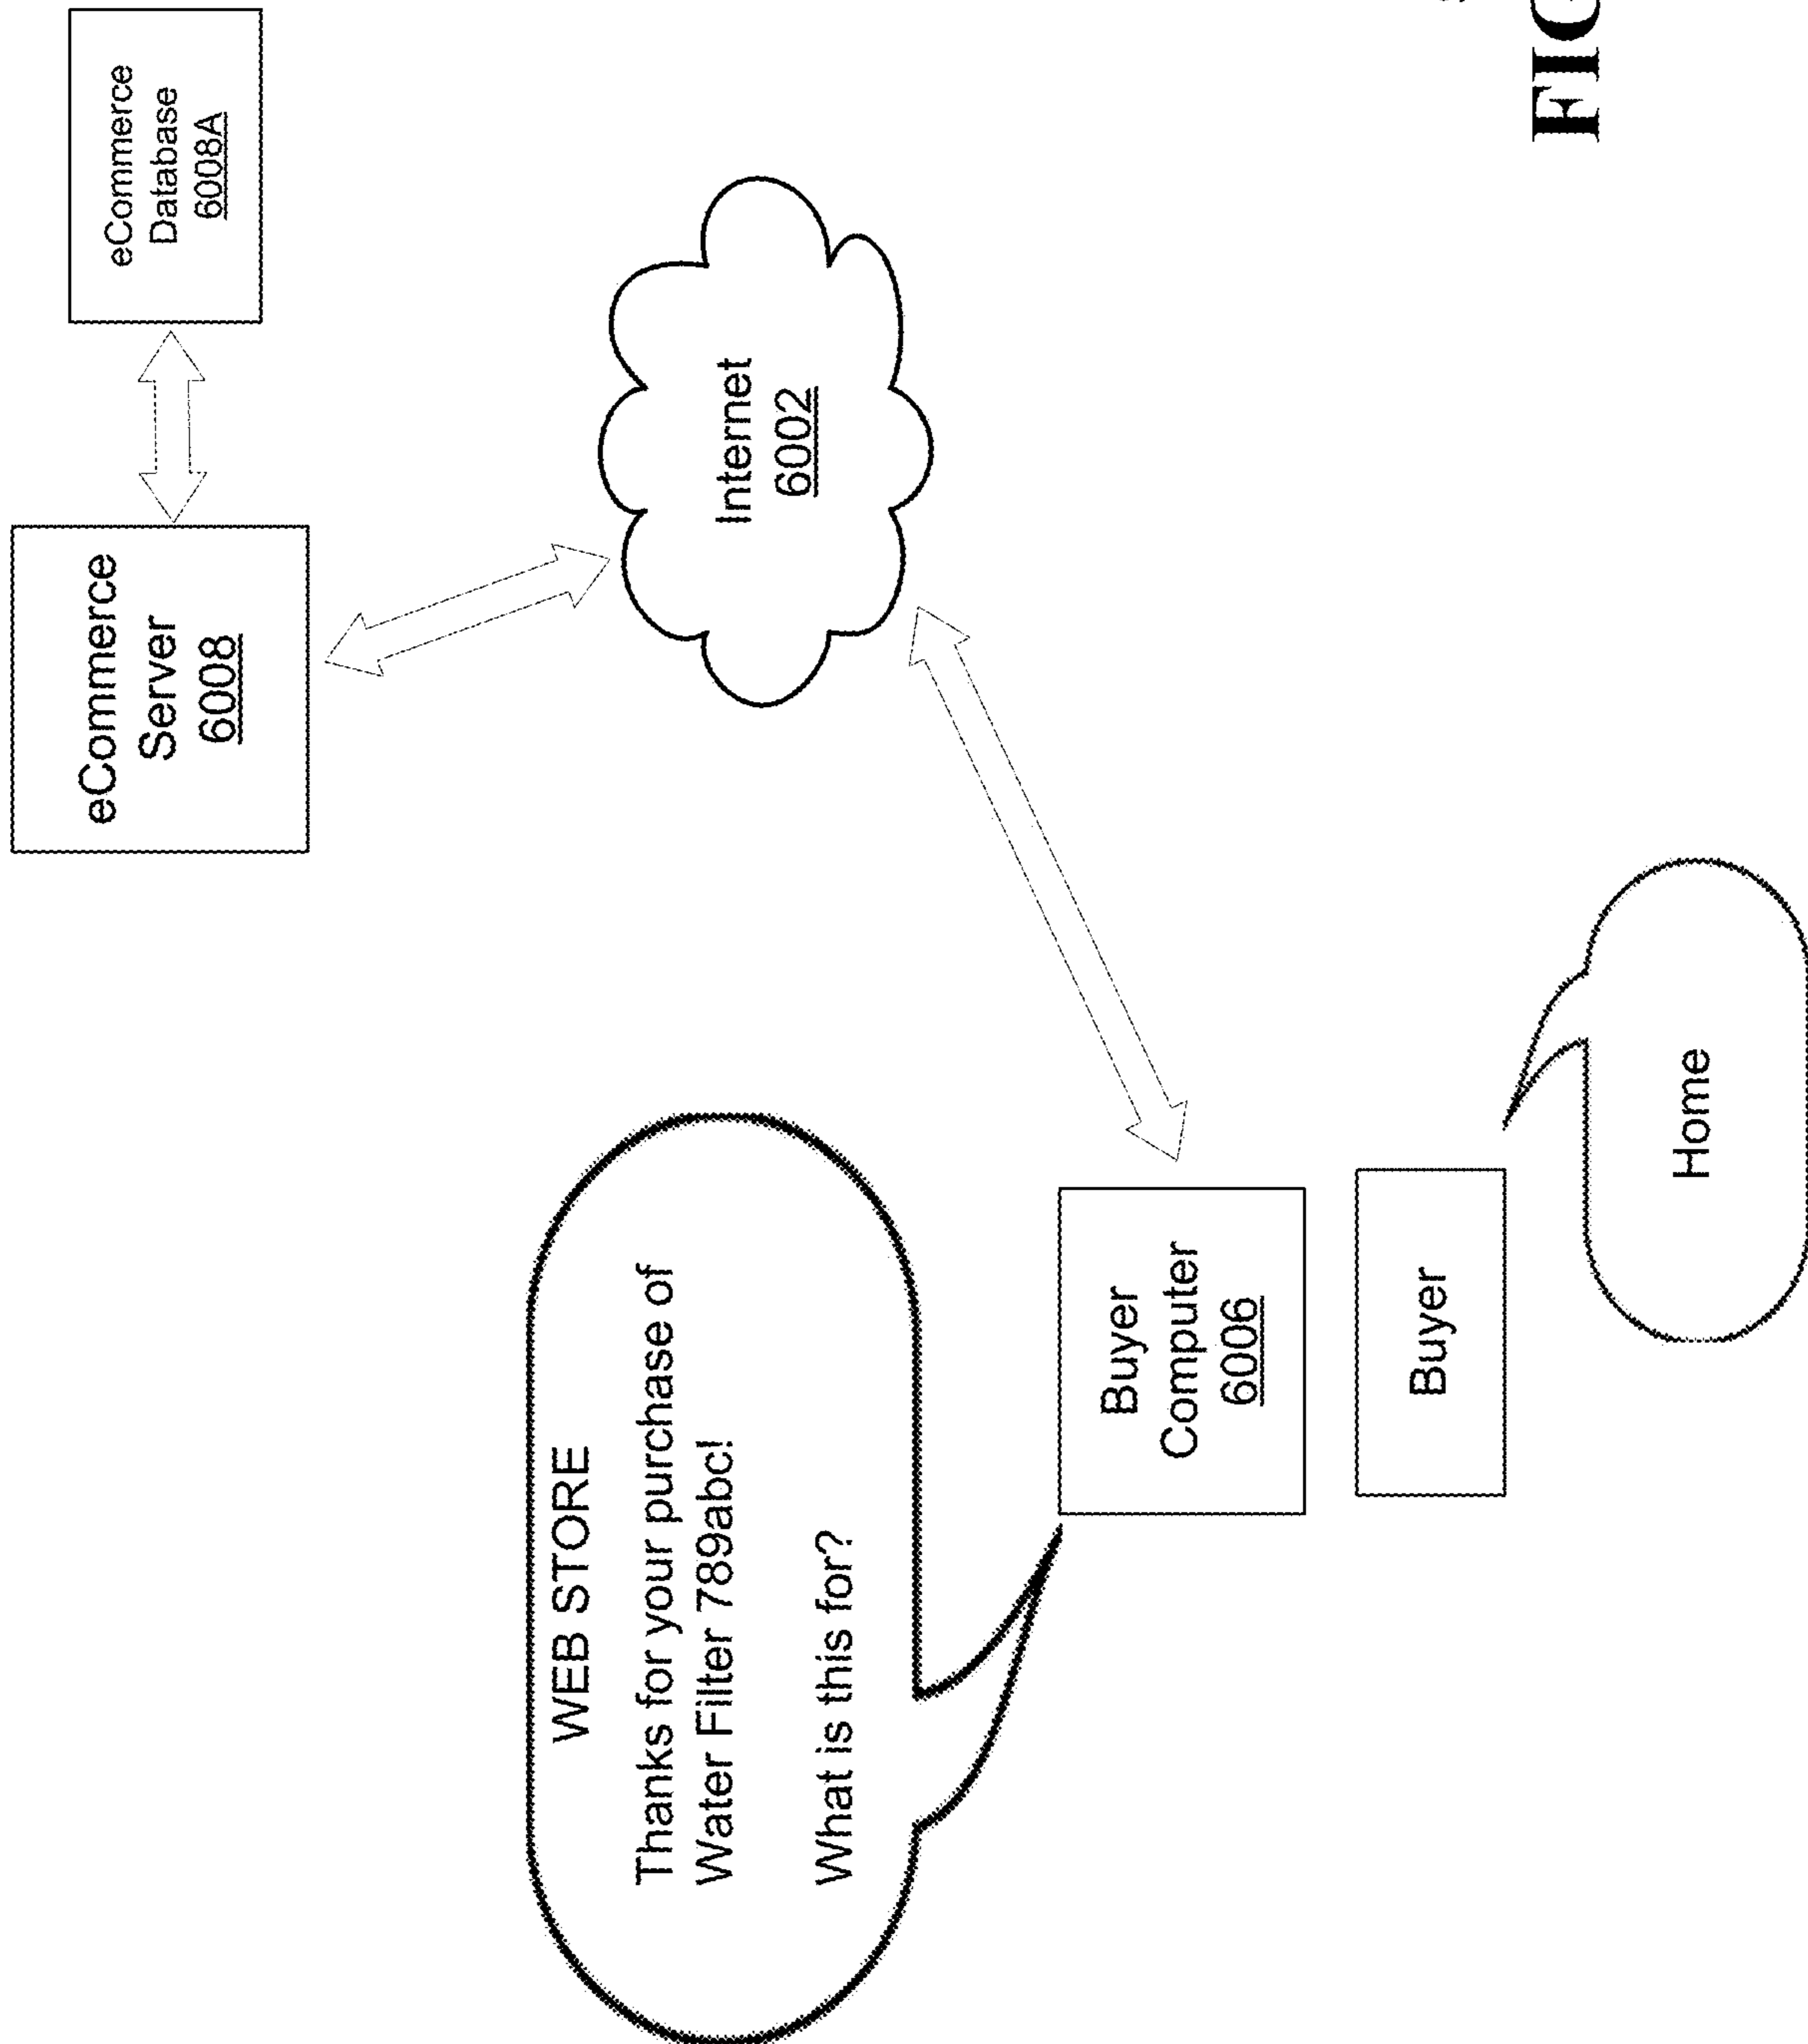 eCommerce
Server
6008
eCommerce
Database
6008A
Internet
6002
WEB STORE
Thanks for your purchase of
Water Filter 789abc!
What is this for?
Buyer
Computer
6006
Buyer
Home
FIG